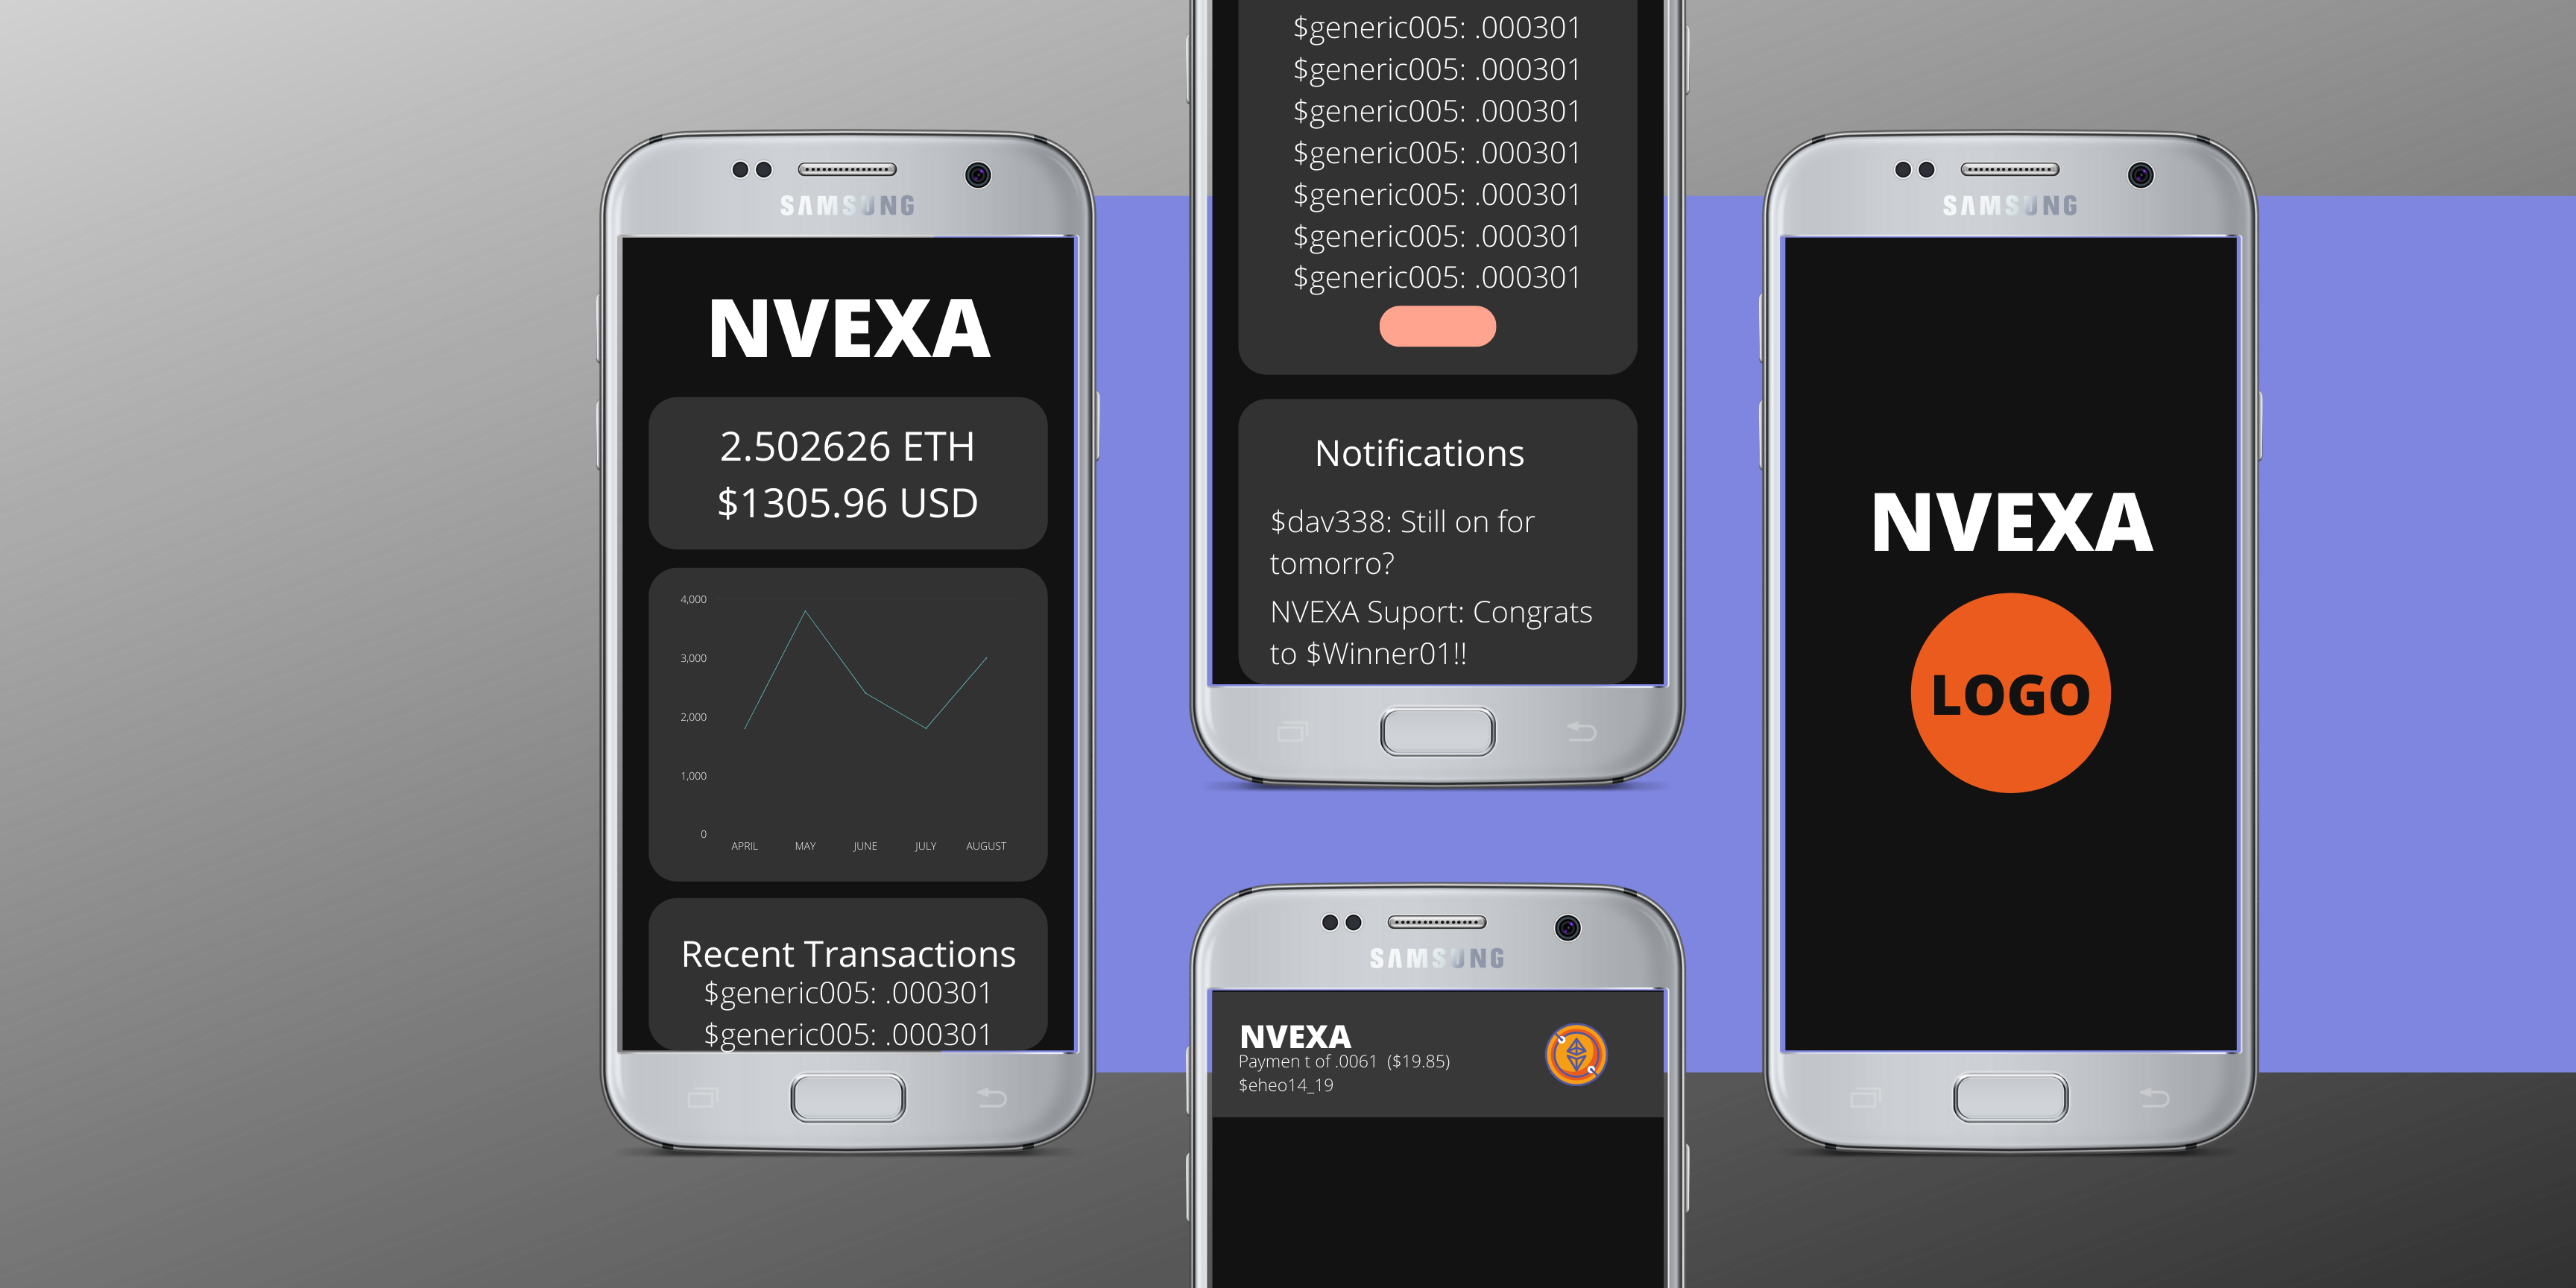 SAMSUNG
NVEXA
2.502626 ETH
$1305.96 USD
4,000
3,000
2,000
1,000
0
APRIL MAY JUNE JULY AUGUST
Recent Transactions
$generic005: .000301
$generic005: .000301
$generic005: .000301
$generic005: .000301
$generic005: .000301
$generic005: .000301
$generic005: .000301
$generic005: .000301
$generic005: .000301
Notifications
$dav338: Still on for
tomorro?
NVEXA Suport: Congrats
to $Winner01!!
SAMSUNG
NVEXA
Paymen t of .0061 ($19.85)
$eheo14_19
SAMSUNG
NVEXA
LOGO